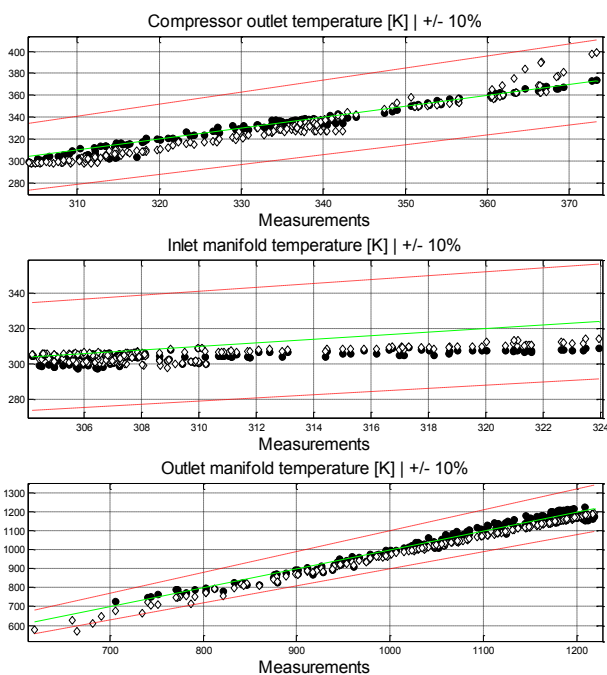 Compressor outlet temperature [K] | +/- 10%
400
380
360
340
320
300
280
310 320 330 340 350 360 370
Measurements
Inlet manifold temperature [K] | +/- 10%
340
320
300
280
306 308 310 312 314 316 318 320 322 324
Measurements
Outlet manifold temperature [K] | +/- 10%
1300
1200
1100
1000
900
800
700
600
700 800 900 1000 1100 1200
Measurements